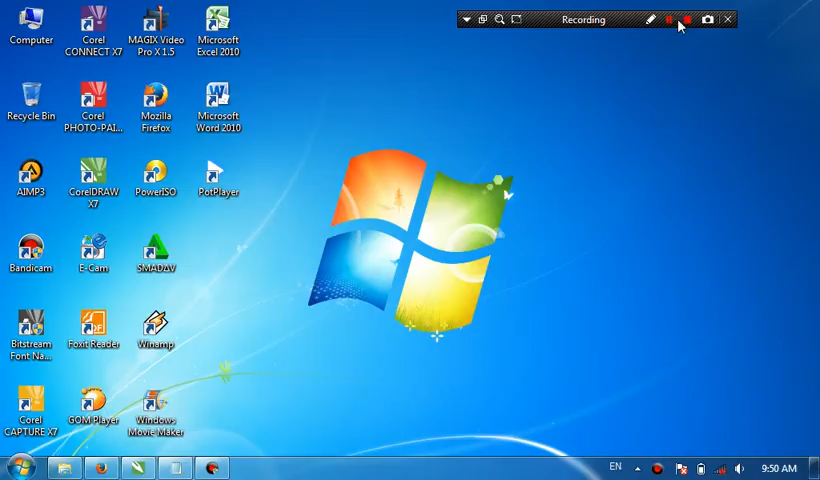 Recording
Computer
Corel
CONNECT X7
MAGIX Video
Pro X 1.5
Microsoft
Excel 2010
Recycle Bin
Corel
PHOTO-PAI...
Mozilla
Firefox
Microsoft
Word 2010
AIMP3
CorelDRAW
X7
PowerISO
PotPlayer
Bandicam
E-Cam
SMADΔV
Bitstream
Font Na...
Foxit Reader
Winamp
Corel
CAPTURE X7
GOM Player
Windows
Movie Maker
EN
9:50 AM